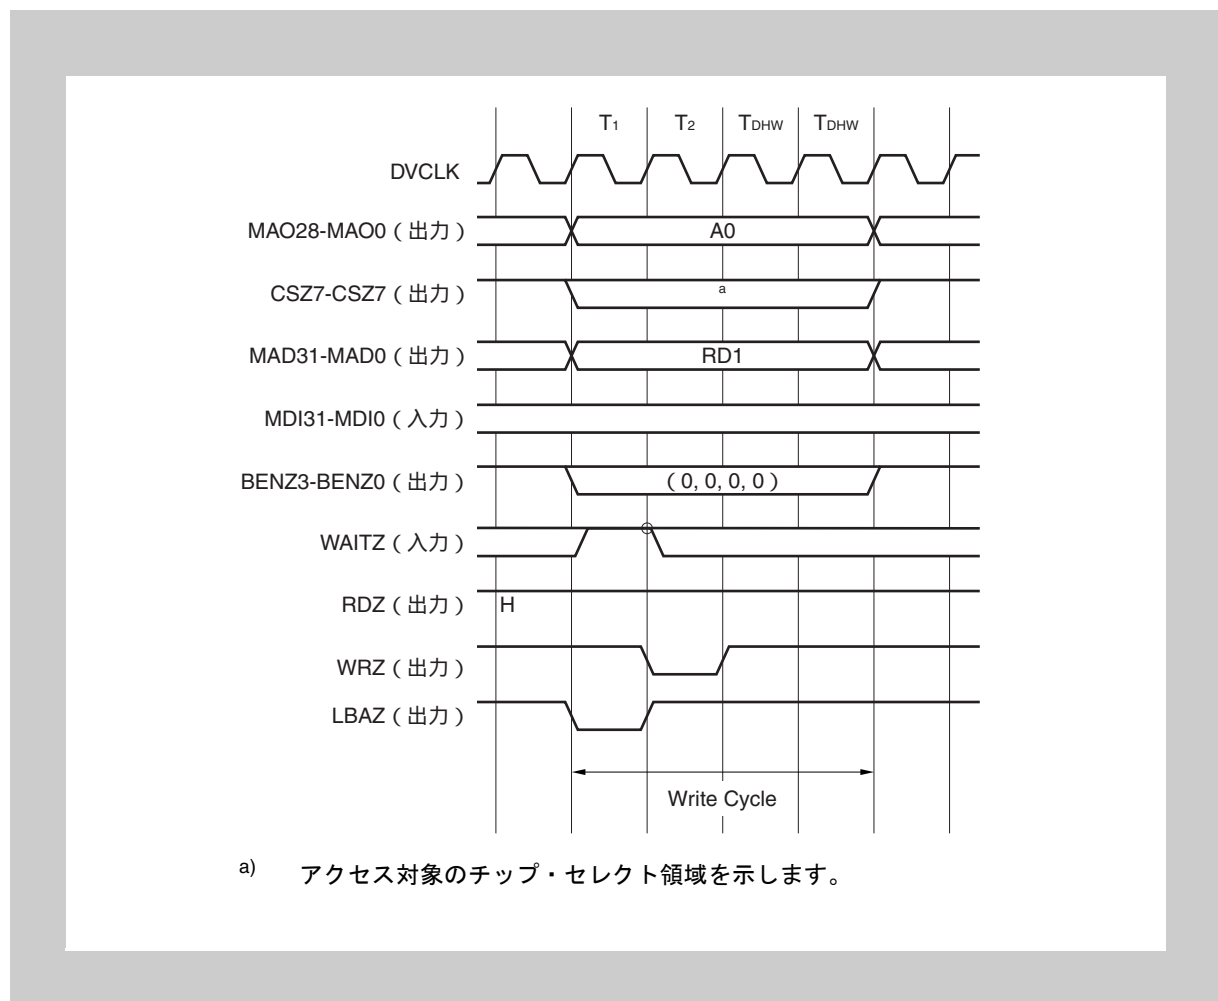 T1 T2 TDHW TDHW
DVCLK
MAO28-MAO0（出力） A0
CSZ7-CSZ7（出力） a
MAD31-MAD0（出力） RD1
MDI31-MDI0（入力）
BENZ3-BENZ0（出力） （0, 0, 0, 0）
WAITZ（入力）
RDZ（出力） H
WRZ（出力）
LBAZ（出力）
Write Cycle
a) アクセス対象のチップ・セレクト領域を示します。